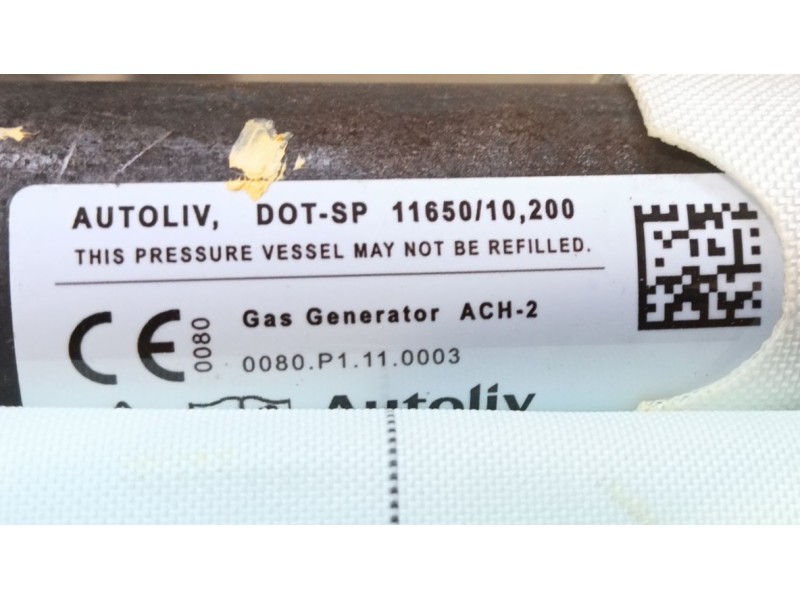 AUTOLIV, DOT-SP 11650/10,200
THIS PRESSURE VESSEL MAY NOT BE REFILLED.
CE 0080
Gas Generator ACH-2
0080.P1.11.0003
Autoliv